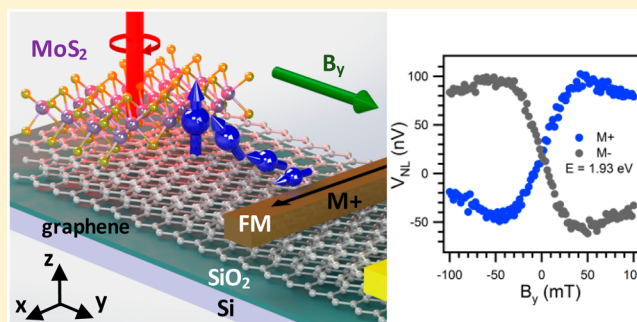 MoS2
By
M+
FM
graphene
SiO2
Si
z
x
y
VNL (nV)
100
50
0
-50
M+
M-
E = 1.93 eV
-100
-50
0
50
100
By (mT)